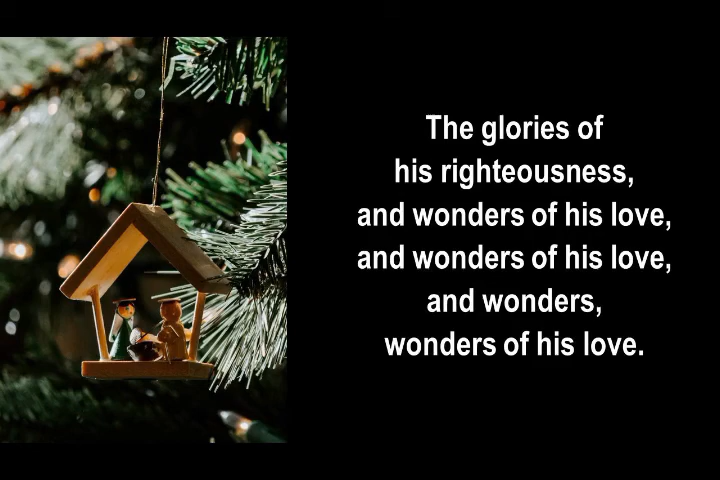 The glories of
his righteousness,
and wonders of his love,
and wonders of his love,
and wonders,
wonders of his love.